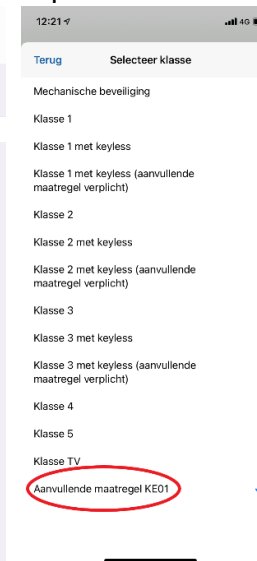 12:21
4G
Terug
Selecteer klasse
Mechanische beveiliging
Klasse 1
Klasse 1 met keyless
Klasse 1 met keyless (aanvullende
maatregel verplicht)
Klasse 2
Klasse 2 met keyless
Klasse 2 met keyless (aanvullende
maatregel verplicht)
Klasse 3
Klasse 3 met keyless
Klasse 3 met keyless (aanvullende
maatregel verplicht)
Klasse 4
Klasse 5
Klasse TV
Aanvullende maatregel KE01